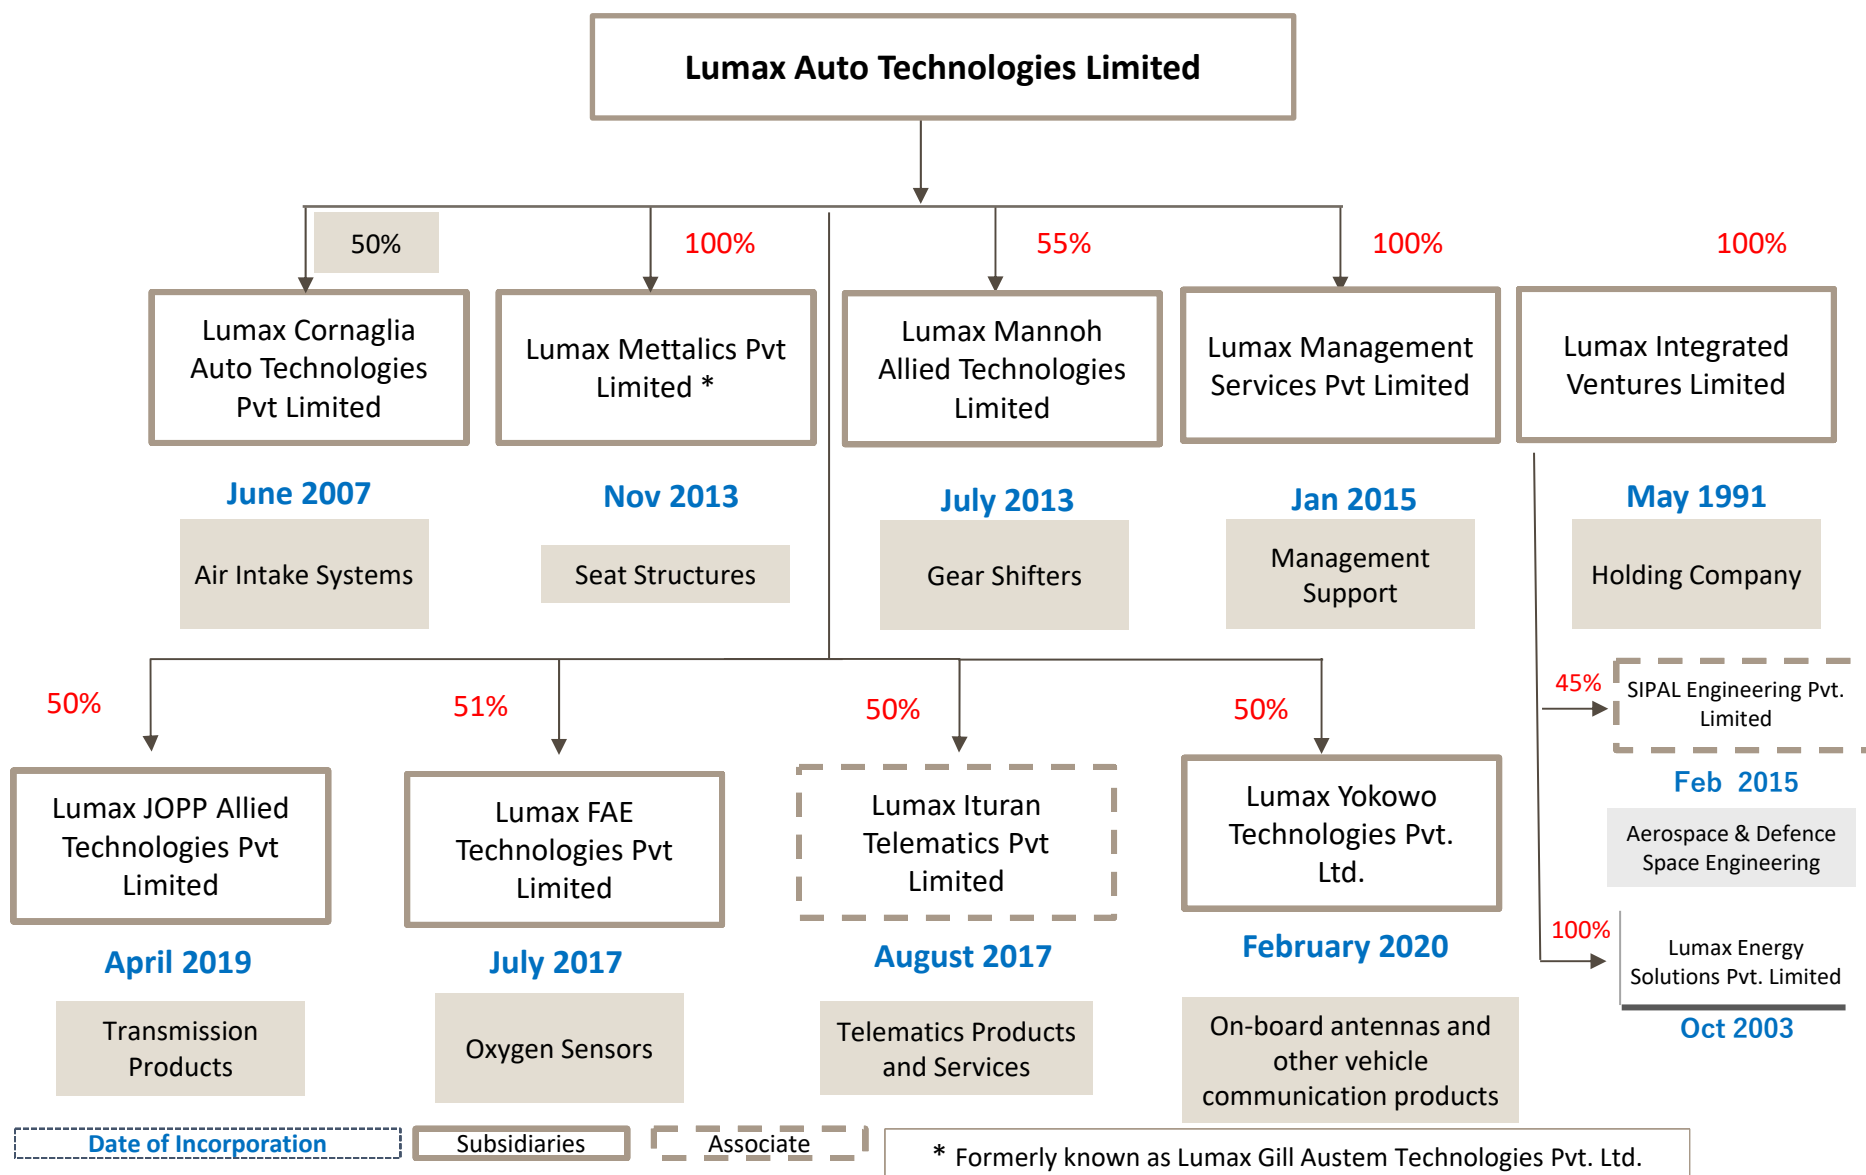 Lumax Auto Technologies Limited
50%
100%
55%
100%
100%
Lumax Cornaglia
Auto Technologies
Pvt Limited
Lumax Mettalics Pvt
Limited *
Lumax Mannoh
Allied Technologies
Limited
Lumax Management
Services Pvt Limited
Lumax Integrated
Ventures Limited
June 2007
Nov 2013
July 2013
Jan 2015
May 1991
Air Intake Systems
Seat Structures
Gear Shifters
Management
Support
Holding Company
50%
51%
50%
50%
45%
SIPAL Engineering Pvt.
Limited
Feb  2015
Aerospace & Defence
Space Engineering
100%
Lumax Energy
Solutions Pvt. Limited
Oct 2003
Lumax JOPP Allied
Technologies Pvt
Limited
Lumax FAE
Technologies Pvt
Limited
Lumax Ituran
Telematics Pvt
Limited
Lumax Yokowo
Technologies Pvt.
Ltd.
April 2019
July 2017
August 2017
February 2020
Transmission
Products
Oxygen Sensors
Telematics Products
and Services
On-board antennas and
other vehicle
communication products
Date of Incorporation
Subsidiaries
Associate
* Formerly known as Lumax Gill Austem Technologies Pvt. Ltd.